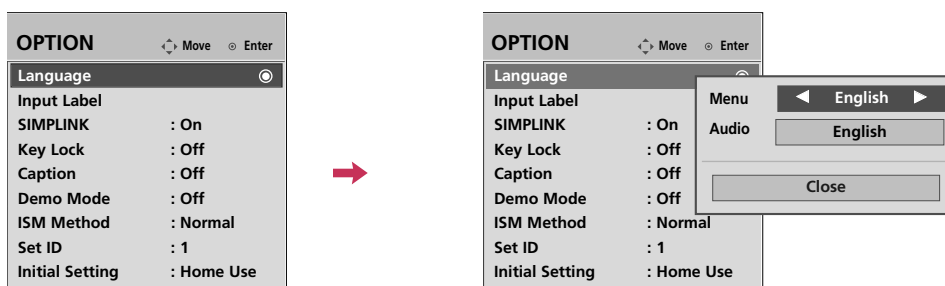 OPTION Move Enter
Language
Input Label
SIMPLINK : On
Key Lock : Off
Caption : Off
Demo Mode : Off
ISM Method : Normal
Set ID : 1
Initial Setting : Home Use
OPTION Move Enter
Language
Input Label
SIMPLINK : On
Key Lock : Off
Caption : Off
Demo Mode : Off
ISM Method : Normal
Set ID : 1
Initial Setting : Home Use
Menu ◀ English ▶
Audio English
Close